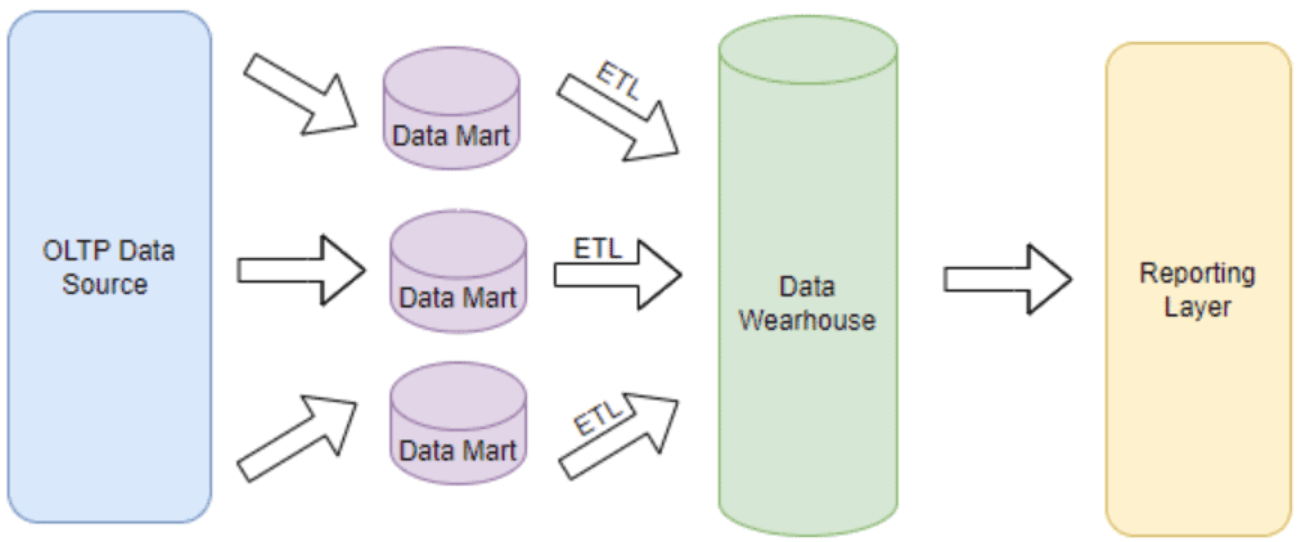 OLTP Data
Source
Data Mart
Data Mart
Data Mart
ETL
ETL
ETL
Data
Wearhouse
Reporting
Layer